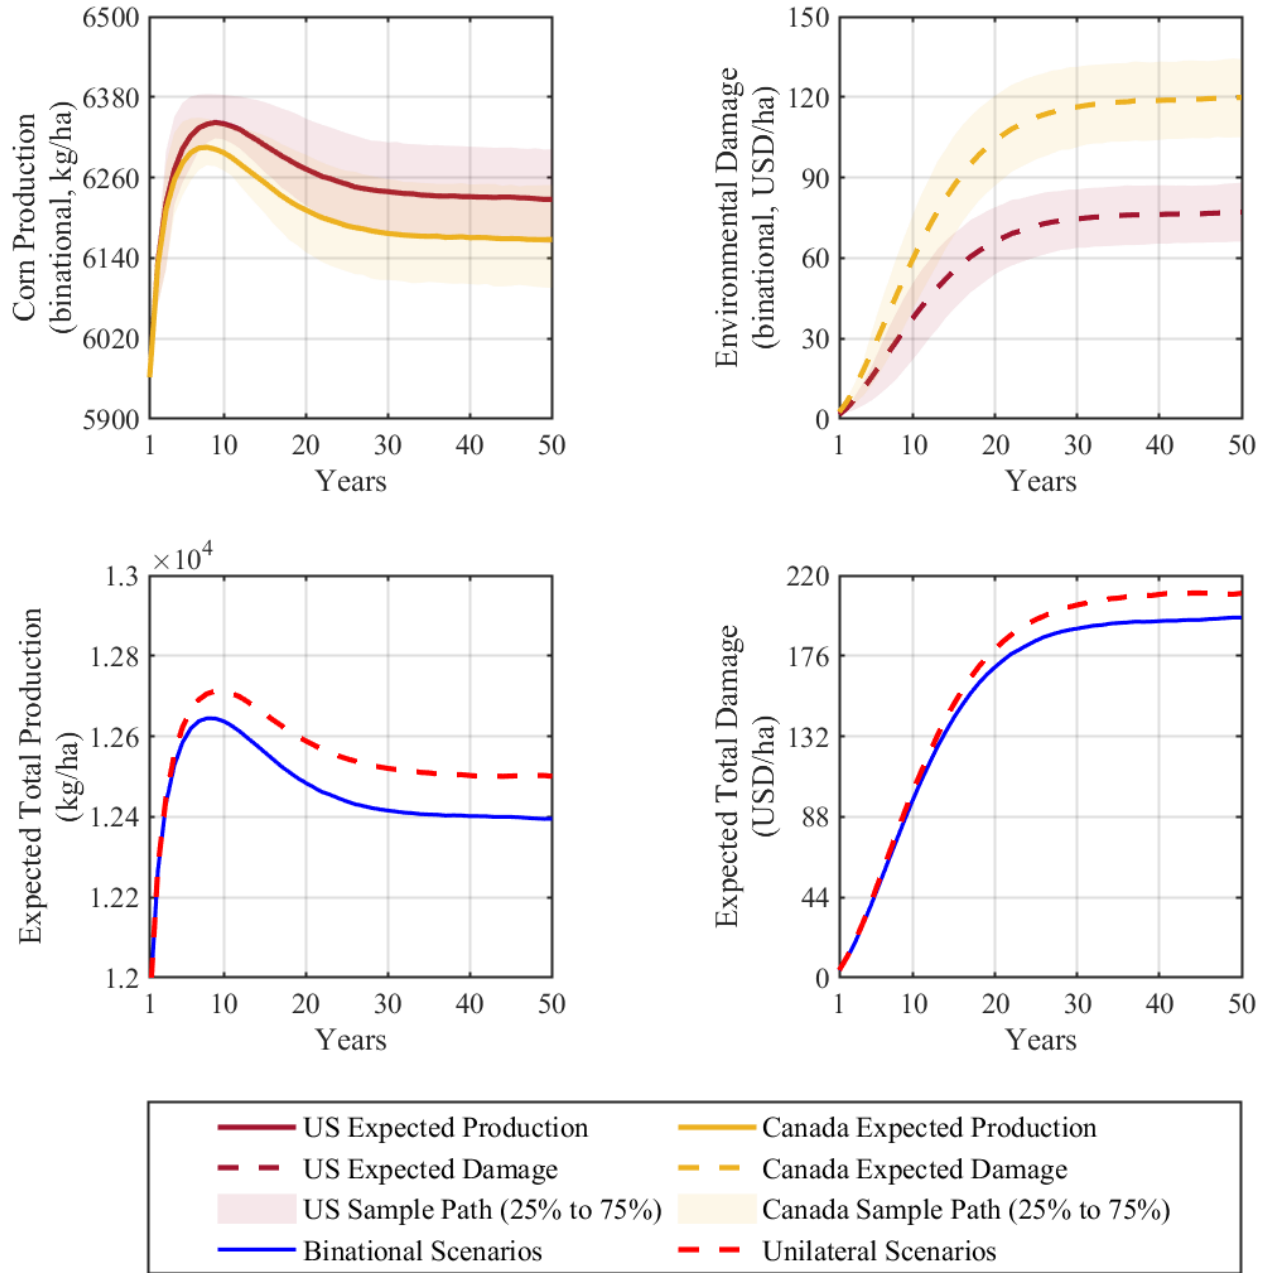 Corn Production
(binational, kg/ha)
6500
6380
6260
6140
6020
5900
1 10 20 30 40 50
Years
Environmental Damage
(binational, USD/ha)
150
120
90
60
30
0
1 10 20 30 40 50
Years
Expected Total Production
(kg/ha)
×10⁴
1.3
1.28
1.26
1.24
1.22
1.2
1 10 20 30 40 50
Years
Expected Total Damage
(USD/ha)
220
176
132
88
44
0
1 10 20 30 40 50
Years
US Expected Production
Canada Expected Production
US Expected Damage
Canada Expected Damage
US Sample Path (25% to 75%)
Canada Sample Path (25% to 75%)
Binational Scenarios
Unilateral Scenarios